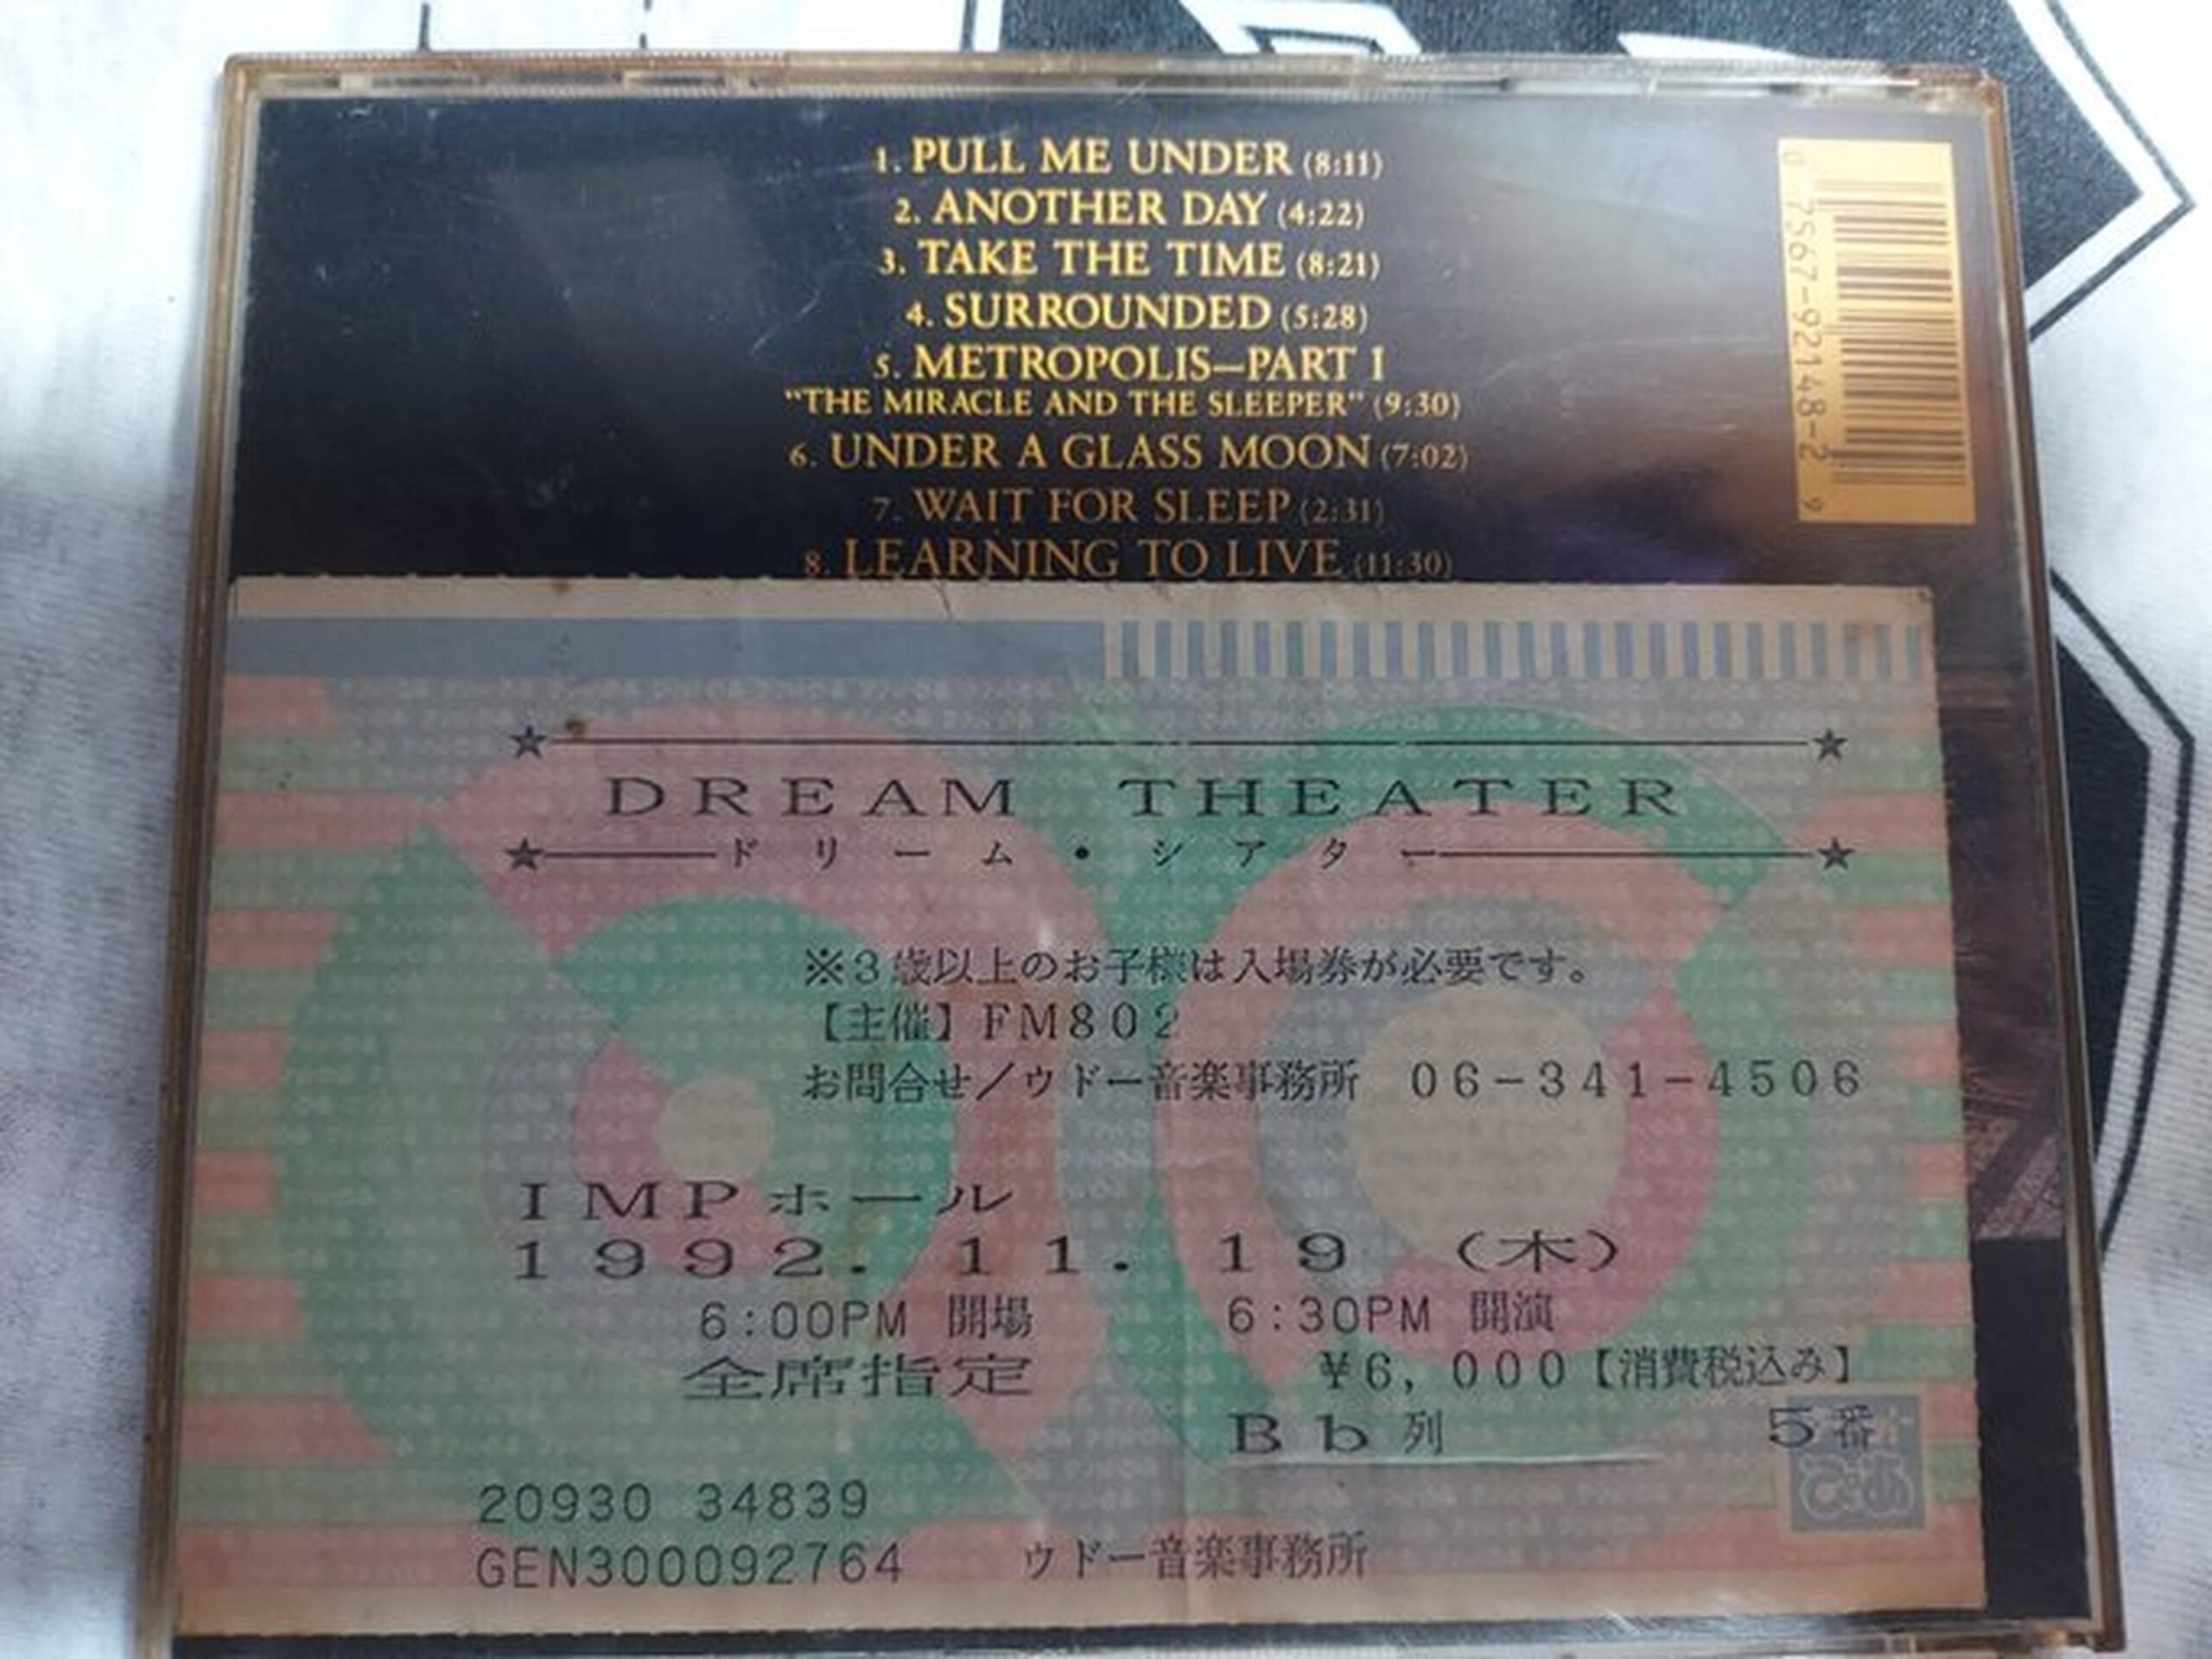 1. PULL ME UNDER (8:11)
2. ANOTHER DAY (4:22)
3. TAKE THE TIME (8:21)
4. SURROUNDED (5:28)
5. METROPOLIS—PART I
"THE MIRACLE AND THE SLEEPER" (9:30)
6. UNDER A GLASS MOON (7:02)
7. WAIT FOR SLEEP (2:31)
8. LEARNING TO LIVE (11:30)
0 7567-92148-2 9
☆ ☆
DREAM THEATER
☆ ドリーム・シアター ☆
※3歳以上のお子様は入場券が必要です。
【主催】FM802
お問合せ/ウドー音楽事務所 06-341-4506
IMPホール
1992. 11. 19 (木)
6:00PM 開場 6:30PM 開演
全席指定 ¥6,000【消費税込み】
Bb列 5番
ぴあ
20930 34839
GEN300092764 ウドー音楽事務所